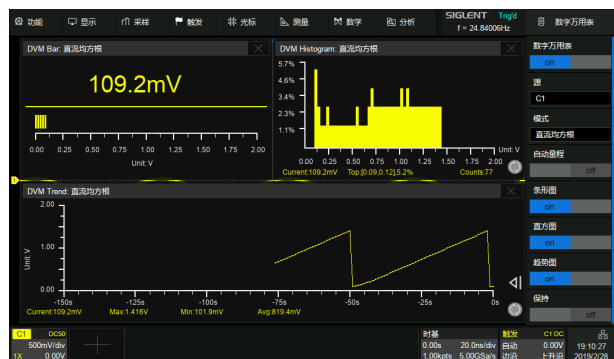 功能 显示 采样 触发 光标 测量 数学 分析 SIGLENT Trig'd 数字万用表
f = 24.84006Hz
DVM Bar: 直流均方根
109.2mV
0.00 0.25 0.50 0.75 1.00 1.25 1.50 1.75 2.00
Unit: V
DVM Histogram: 直流均方根
5.7%
4.6%
3.4%
2.3%
1.1%
0.00 0.25 0.50 0.75 1.00 1.25 1.50 1.75 2.00
Unit: V
Current:109.2mV Top:[0.09,0.12],5.2% Counts:77
DVM Trend: 直流均方根
2.00
1.00
0.00
Unit: V
-150s -125s -100s -75s -50s -25s 0s
Current:109.2mV Max:1.416V Min:101.9mV Avg:819.4mV
数字万用表
on
源
C1
模式
直流均方根
自动量程
off
条形图
on
直方图
on
趋势图
on
保持
off
C1 DC50
500mV/div
1X 0.00V
时基
0.00s 20.0ns/div
1.00kpts 5.00GSa/s
触发 C1 DC
自动 0.00V
边沿 上升沿
19:10:27
2019/2/28